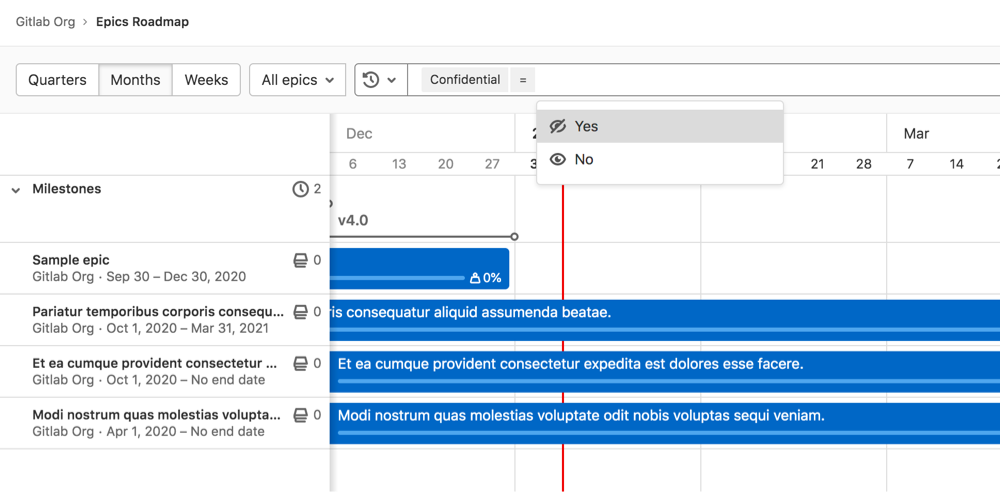 Gitlab Org › Epics Roadmap
Quarters Months Weeks All epics Confidential =
Yes
No
Dec Mar
6 13 20 27 21 28 7 14
Milestones 2
v4.0
Sample epic 0
Gitlab Org · Sep 30 – Dec 30, 2020
0%
Pariatur temporibus corporis consequ... 0
Gitlab Org · Oct 1, 2020 – Mar 31, 2021
is consequatur aliquid assumenda beatae.
Et ea cumque provident consectetur ... 0
Gitlab Org · Oct 1, 2020 – No end date
Et ea cumque provident consectetur expedita est dolores esse facere.
Modi nostrum quas molestias volupta... 0
Gitlab Org · Apr 1, 2020 – No end date
Modi nostrum quas molestias voluptate odit nobis voluptas sequi veniam.